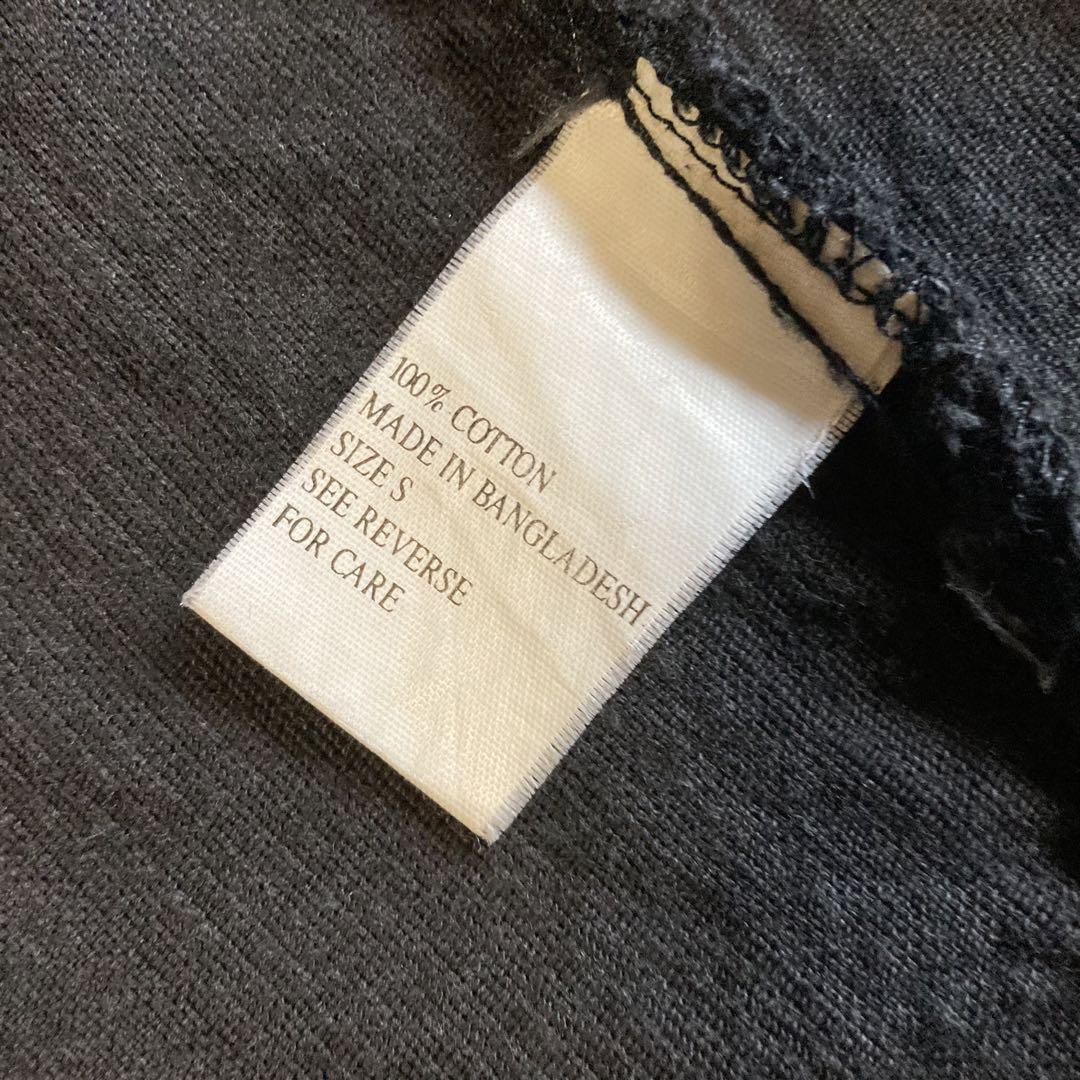 100% COTTON
MADE IN BANGLADESH
SIZE S
SEE REVERSE
FOR CARE